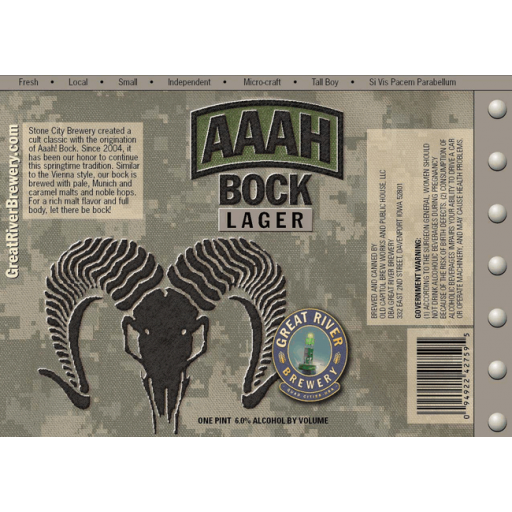 Fresh • Local • Small • Independent • Micro-craft • Tall Boy • Si Vis Pacem Parabellum
GreatRiverBrewery.com
Stone City Brewery created a
cult classic with the origination
of Aaah! Bock. Since 2004, it
has been our honor to continue
this springtime tradition. Similar
to the Vienna style, our bock is
brewed with pale, Munich and
caramel malts and noble hops.
For a rich malt flavor and full
body, let there be bock!
AAAH
BOCK
LAGER
GREAT RIVER
BREWERY
QUAD CITIES USA
ONE PINT 6.0% ALCOHOL BY VOLUME
BREWED AND CANNED BY
OLD CAPITOL BREW WORKS AND PUBLIC HOUSE, LLC
DBA GREAT RIVER BREWERY
332 EAST 2ND STREET, DAVENPORT IOWA 52801
GOVERNMENT WARNING:
(1) ACCORDING TO THE SURGEON GENERAL, WOMEN SHOULD
NOT DRINK ALCOHOLIC BEVERAGES DURING PREGNANCY
BECAUSE OF THE RISK OF BIRTH DEFECTS. (2) CONSUMPTION OF
ALCOHOLIC BEVERAGES IMPAIRS YOUR ABILITY TO DRIVE A CAR
OR OPERATE MACHINERY, AND MAY CAUSE HEALTH PROBLEMS.
0 94922 42759 5